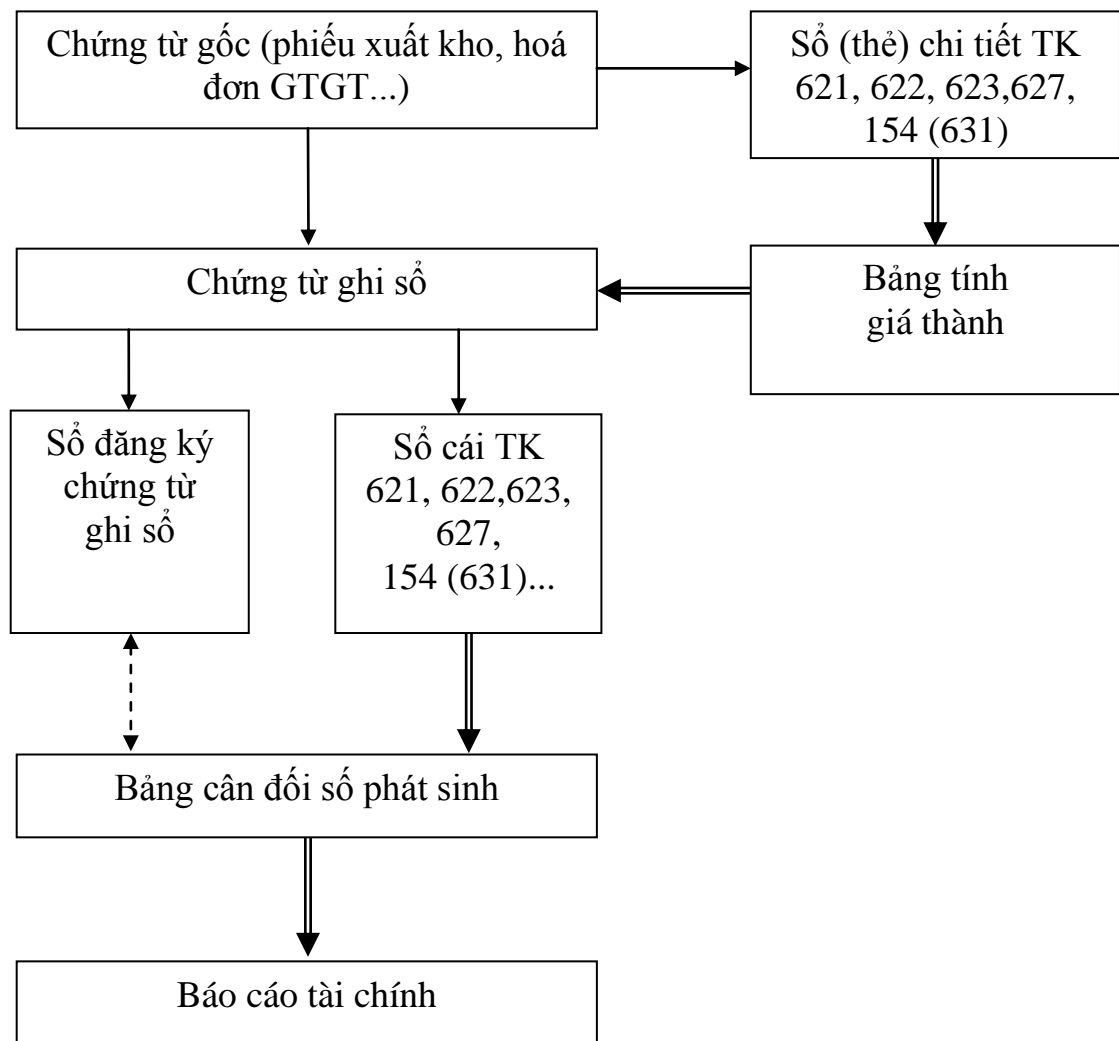 Chứng từ gốc (phiếu xuất kho, hoá
đơn GTGT...)
Sổ (thẻ) chi tiết TK
621, 622, 623,627,
154 (631)
Chứng từ ghi sổ
Bảng tính
giá thành
Sổ đăng ký
chứng từ
ghi sổ
Sổ cái TK
621, 622,623,
627,
154 (631)...
Bảng cân đối số phát sinh
Báo cáo tài chính